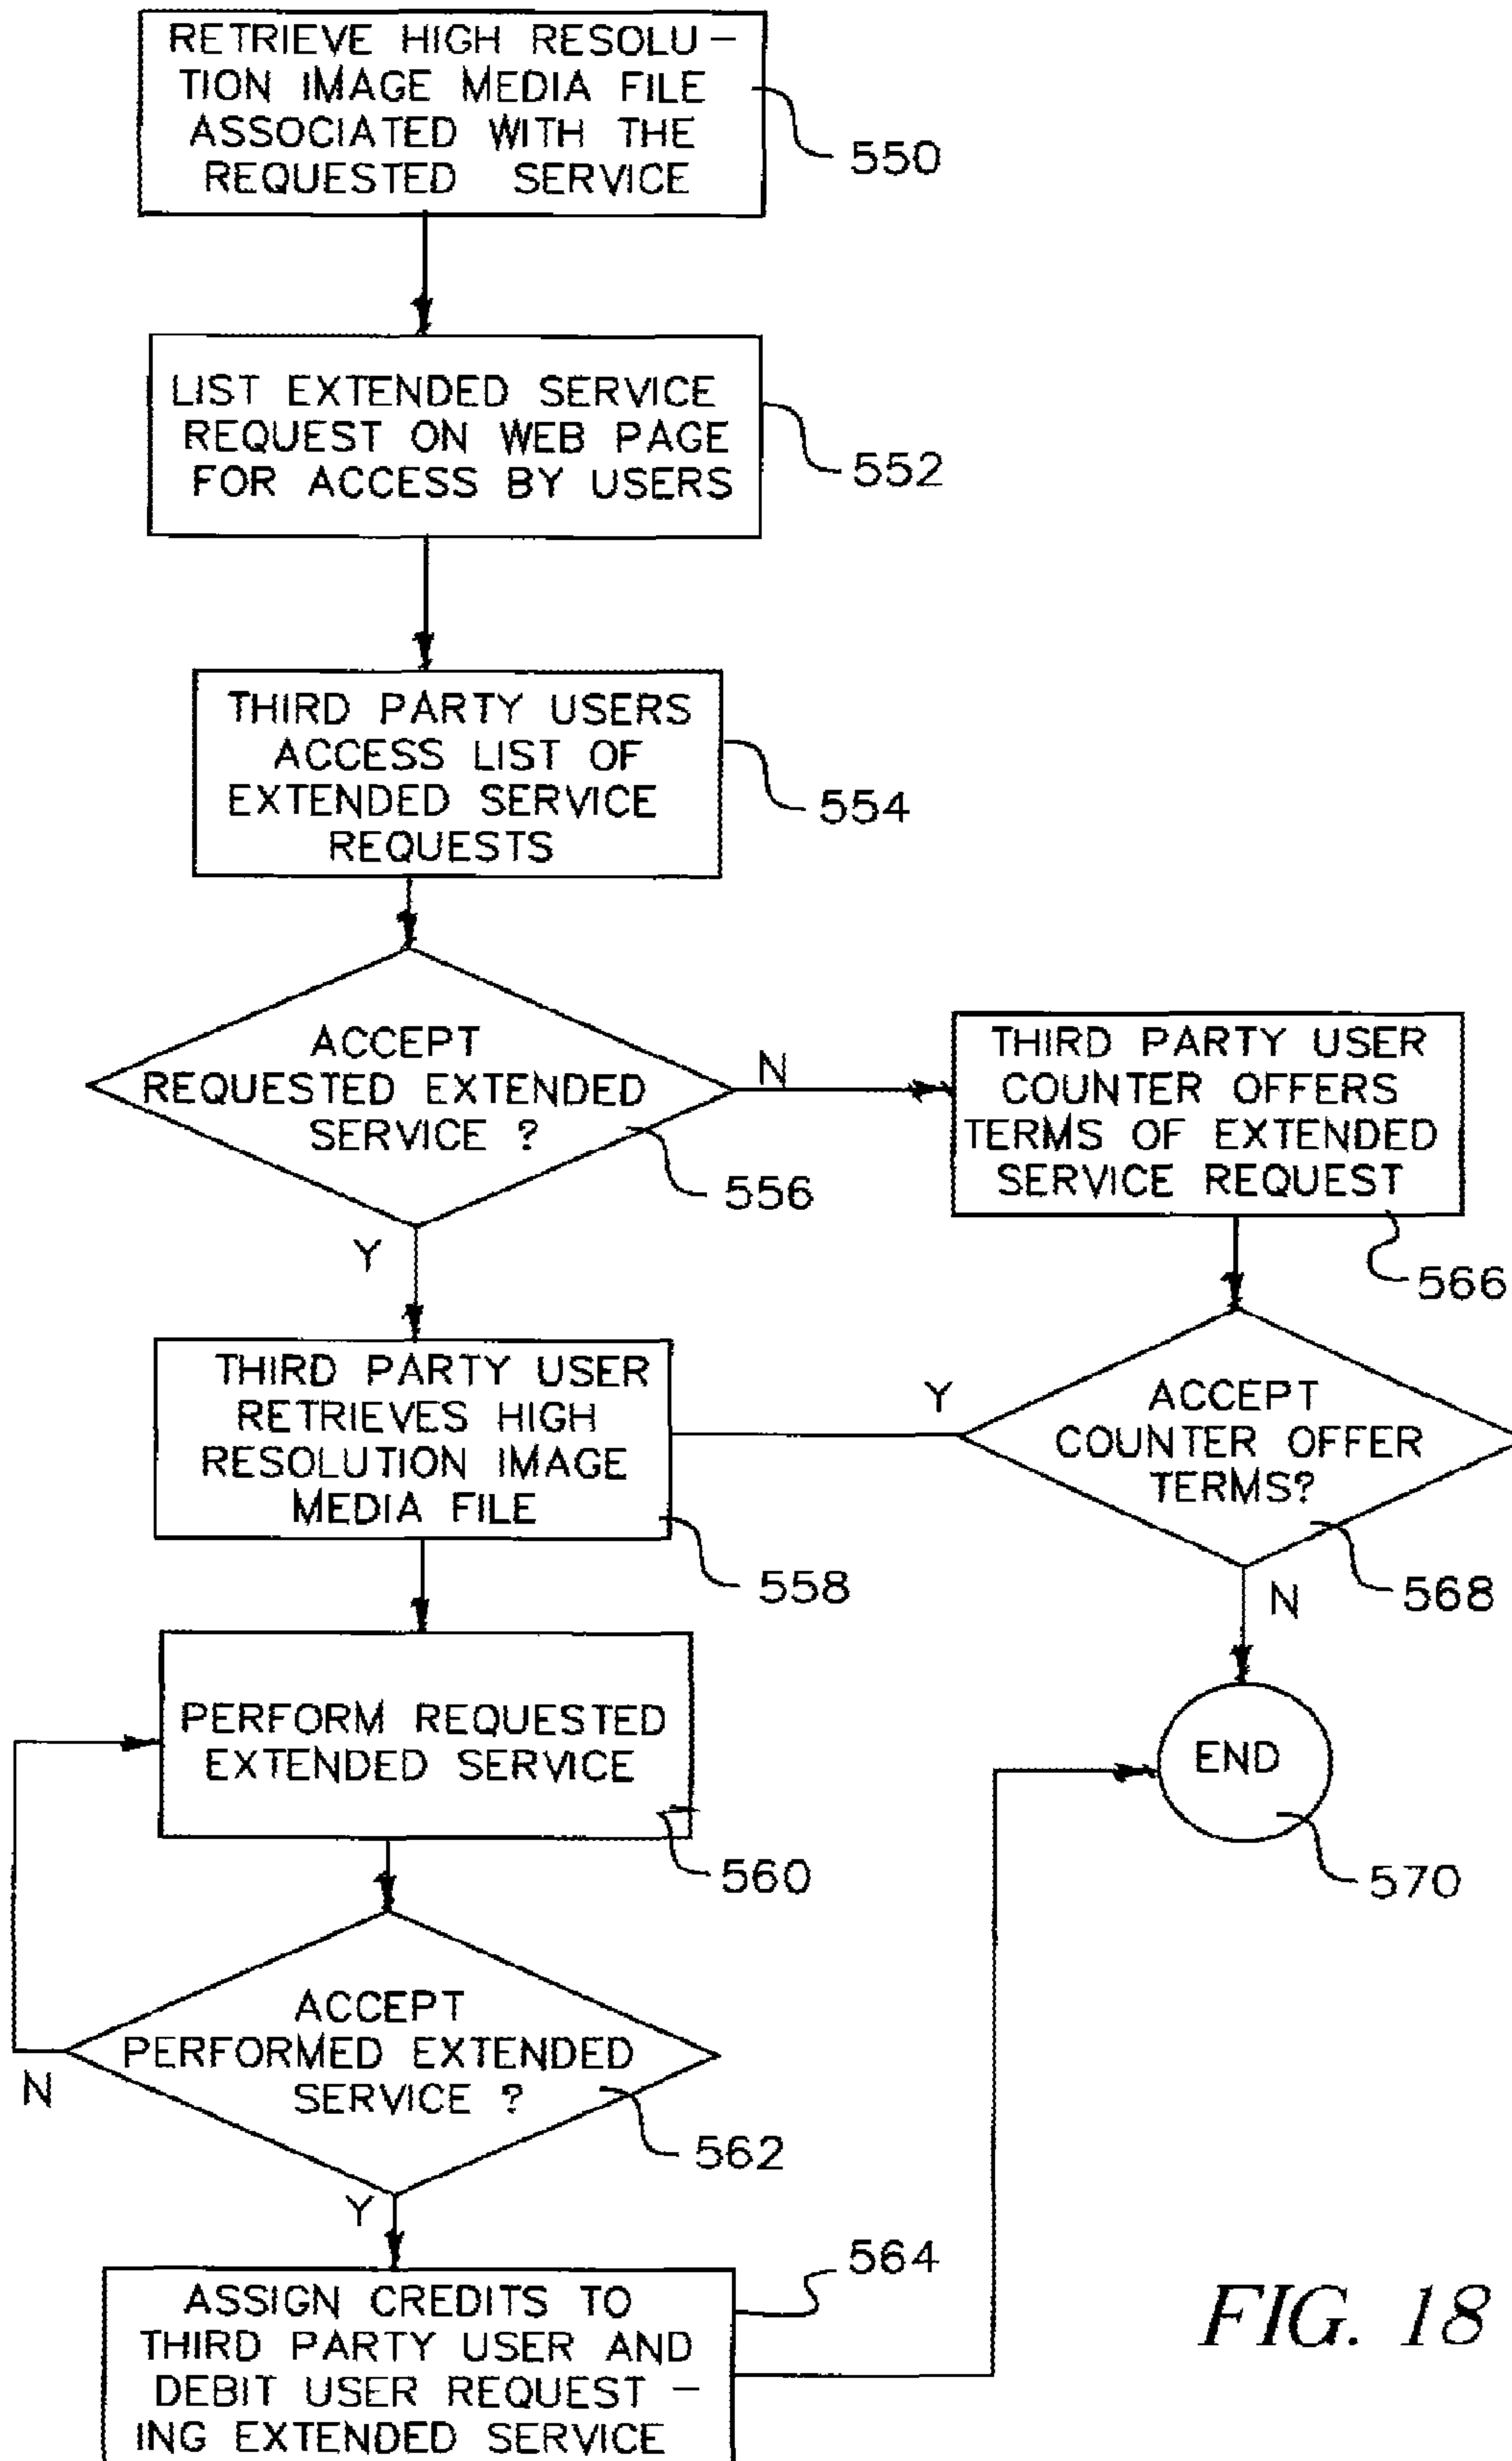 RETRIEVE HIGH RESOLU-
TION IMAGE MEDIA FILE
ASSOCIATED WITH THE
REQUESTED SERVICE
550
LIST EXTENDED SERVICE
REQUEST ON WEB PAGE
FOR ACCESS BY USERS
552
THIRD PARTY USERS
ACCESS LIST OF
EXTENDED SERVICE
REQUESTS
554
ACCEPT
REQUESTED EXTENDED
SERVICE ?
556
N
Y
THIRD PARTY USER
COUNTER OFFERS
TERMS OF EXTENDED
SERVICE REQUEST
566
THIRD PARTY USER
RETRIEVES HIGH
RESOLUTION IMAGE
MEDIA FILE
558
Y
ACCEPT
COUNTER OFFER
TERMS?
568
N
PERFORM REQUESTED
EXTENDED SERVICE
560
END
570
ACCEPT
PERFORMED EXTENDED
SERVICE ?
562
N
Y
ASSIGN CREDITS TO
THIRD PARTY USER AND
DEBIT USER REQUEST -
ING EXTENDED SERVICE
564
FIG. 18